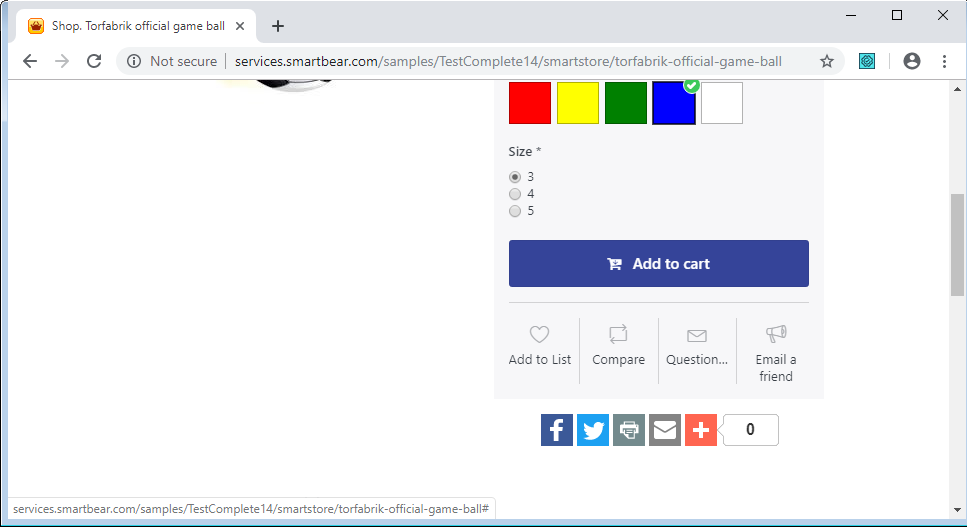 Shop. Torfabrik official game ball
Not secure
services.smartbear.com/samples/TestComplete14/smartstore/torfabrik-official-game-ball
Size *
3
4
5
Add to cart
Add to List
Compare
Question...
Email a
friend
0
services.smartbear.com/samples/TestComplete14/smartstore/torfabrik-official-game-ball#